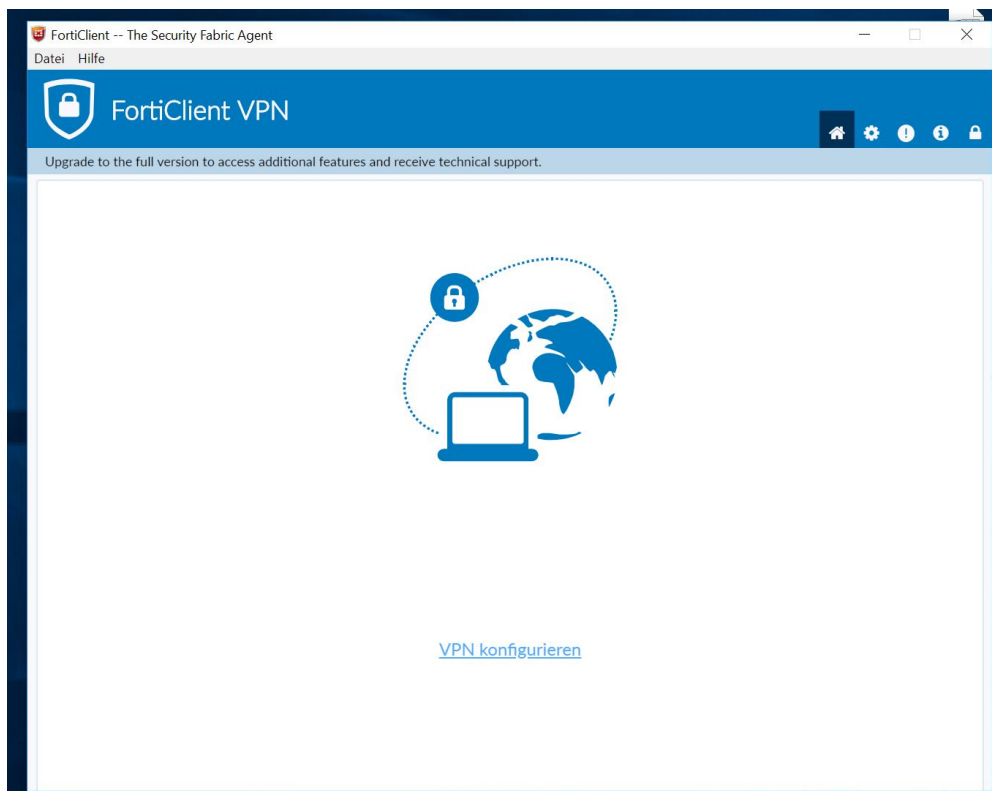 FortiClient -- The Security Fabric Agent
Datei Hilfe
FortiClient VPN
Upgrade to the full version to access additional features and receive technical support.
VPN konfigurieren